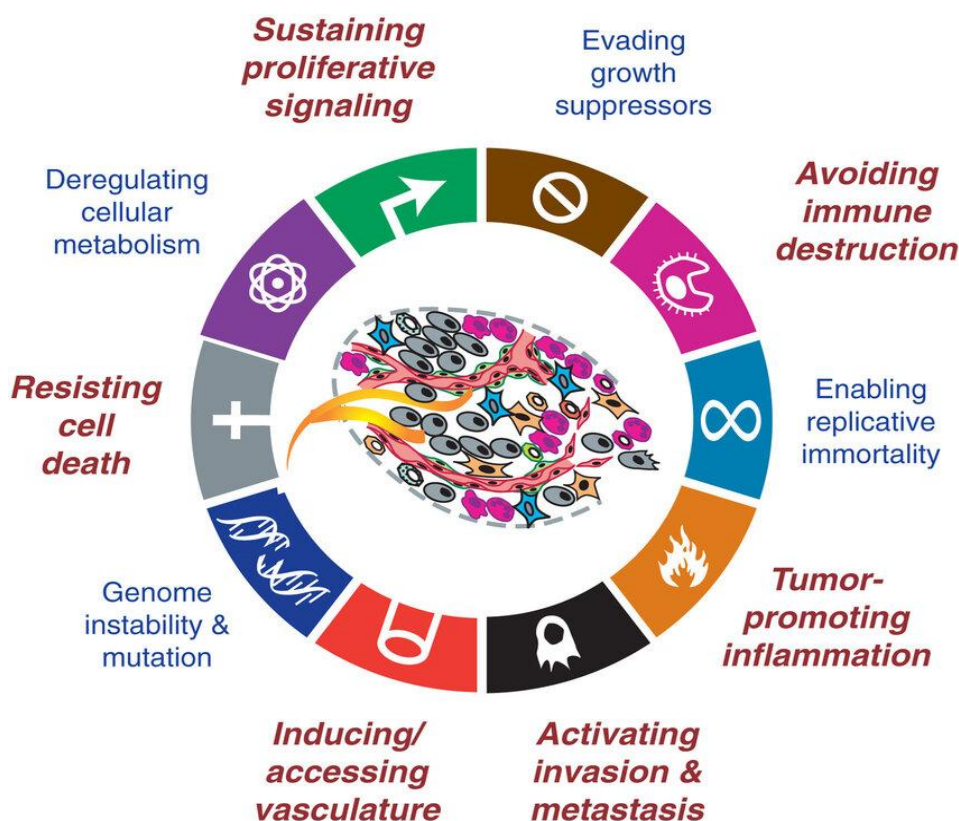 Sustaining
proliferative
signaling
Evading
growth
suppressors
Avoiding
immune
destruction
Enabling
replicative
immortality
Tumor-
promoting
inflammation
Activating
invasion &
metastasis
Inducing/
accessing
vasculature
Genome
instability &
mutation
Resisting
cell
death
Deregulating
cellular
metabolism